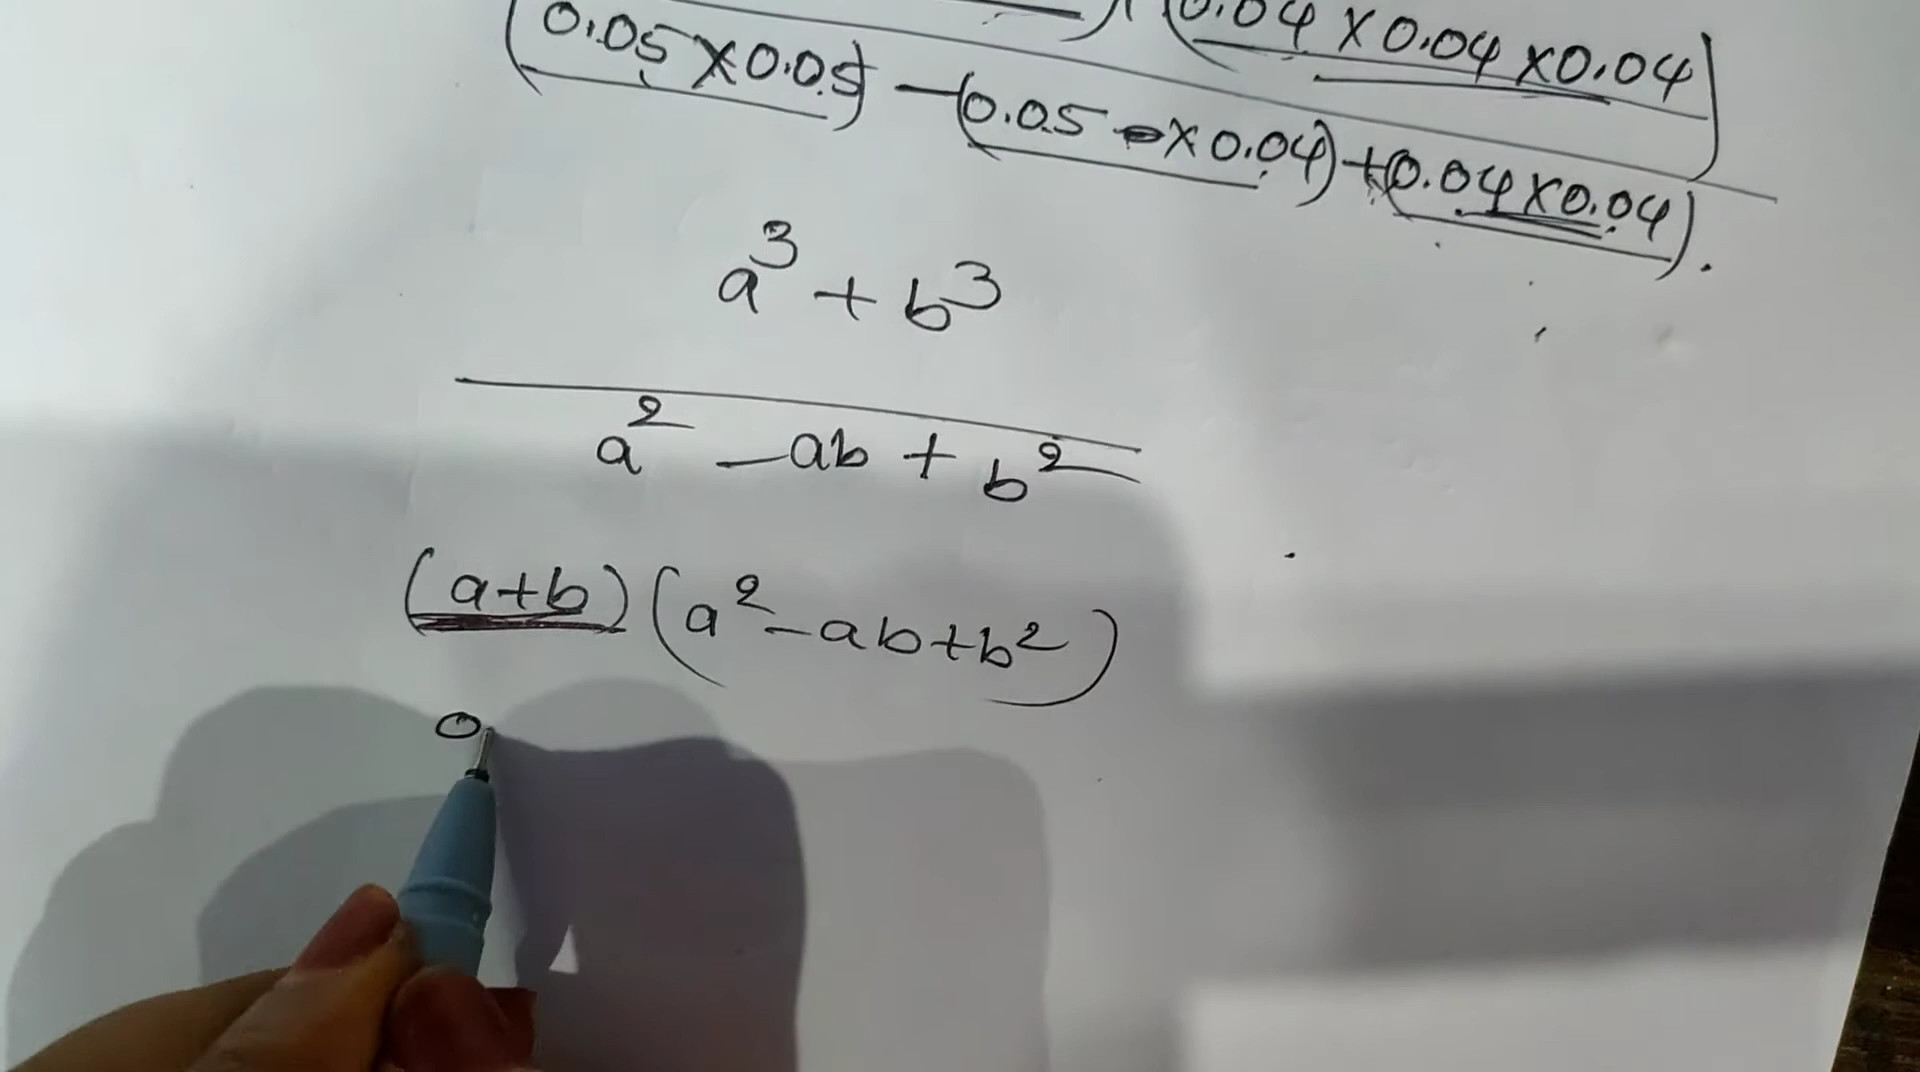 0.04 × 0.04 × 0.04)
(0.05 × 0.05) - (0.05 × 0.04) + (0.04 × 0.04).
a³ + b³
a² - ab + b²
(a+b) (a² - ab + b²)
0